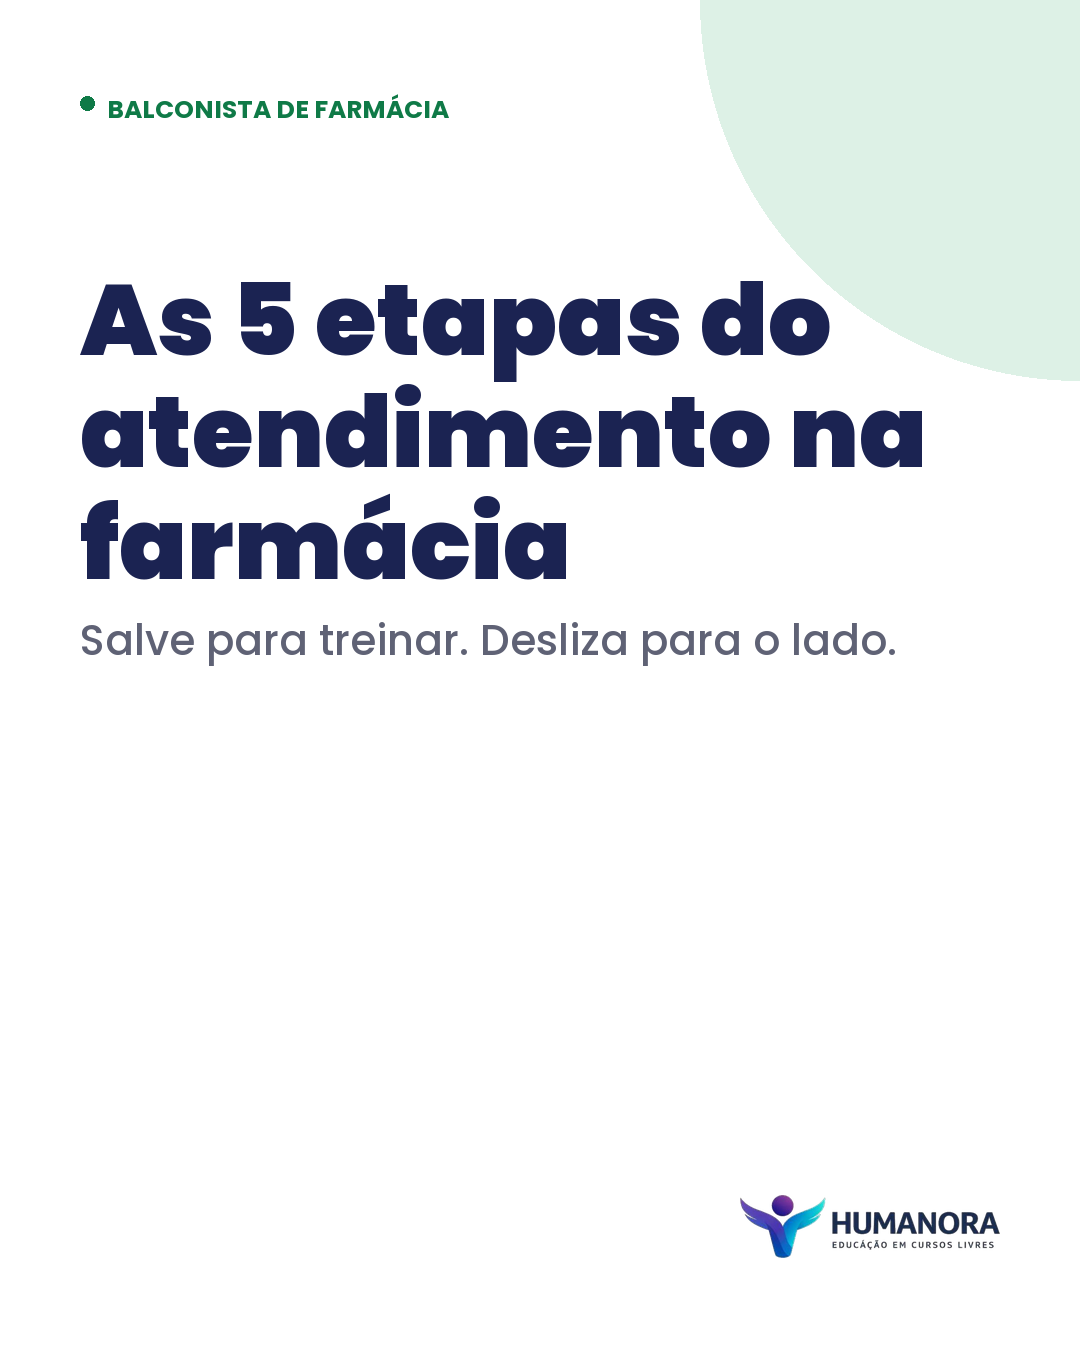 BALCONISTA DE FARMÁCIA
As 5 etapas do
atendimento na
farmácia
Salve para treinar. Desliza para o lado.
HUMANORA
EDUCÁÇÃO EM CURSOS LIVRES